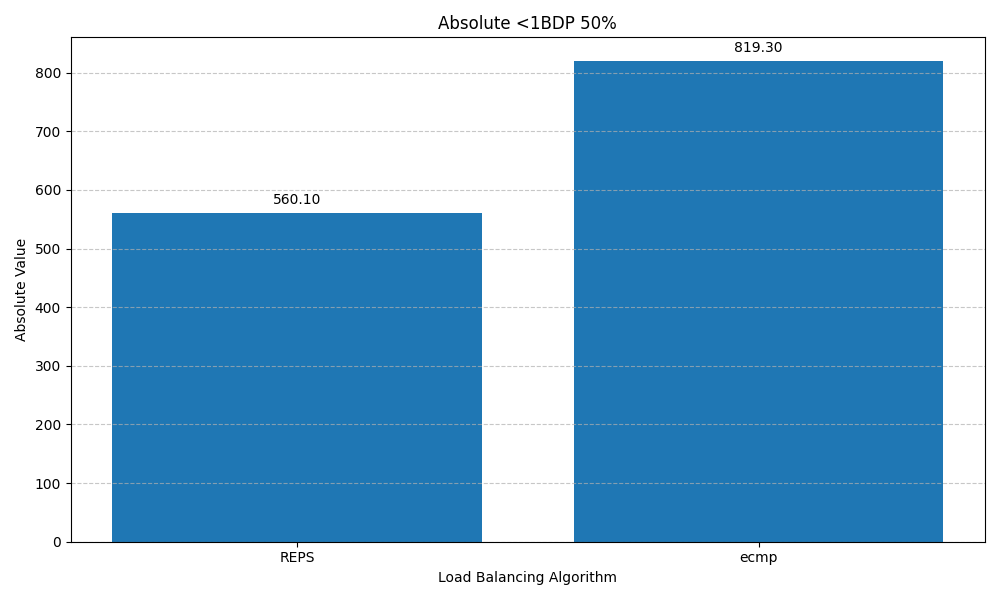 Absolute <1BDP 50%
819.30
560.10
800
700
600
500
400
300
200
100
0
Absolute Value
REPS
ecmp
Load Balancing Algorithm